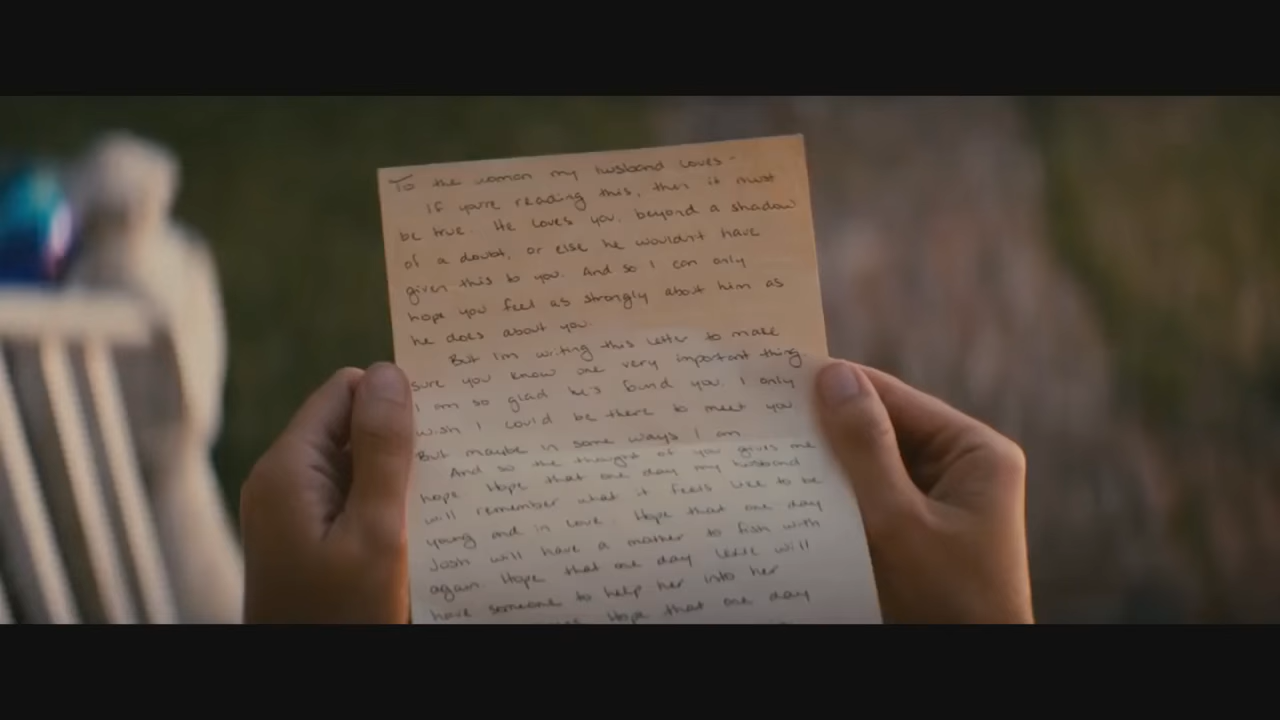 To the woman my husband loves -
If you're reading this, then it must
be true. He loves you, beyond a shadow
of a doubt, or else he wouldn't have
given this to you. And so I can only
hope you feel as strongly about him as
he does about you.
But I'm writing this letter to make
sure you know one very important thing.
I am so glad he's found you. I only
wish I could be there to meet you.
But maybe in some ways I am
And so the thought of you gives me
hope. Hope that one day my husband
will remember what it feels like to be
young and in love. Hope that one day
Josh will have a mother to fish with
again. Hope that one day Lexie will
have someone to help her into her
Hope that one day